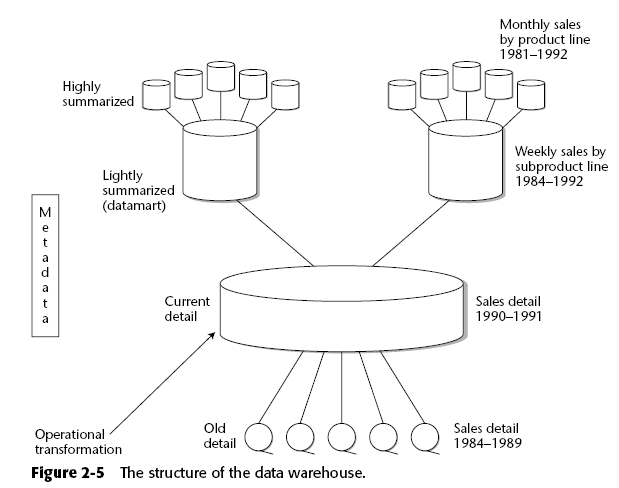 Monthly sales
by product line
1981–1992
Highly
summarized
Weekly sales by
subproduct line
1984–1992
Lightly
summarized
(datamart)
Metadata
Current
detail
Sales detail
1990–1991
Old
detail
Sales detail
1984–1989
Operational
transformation
Figure 2-5 The structure of the data warehouse.